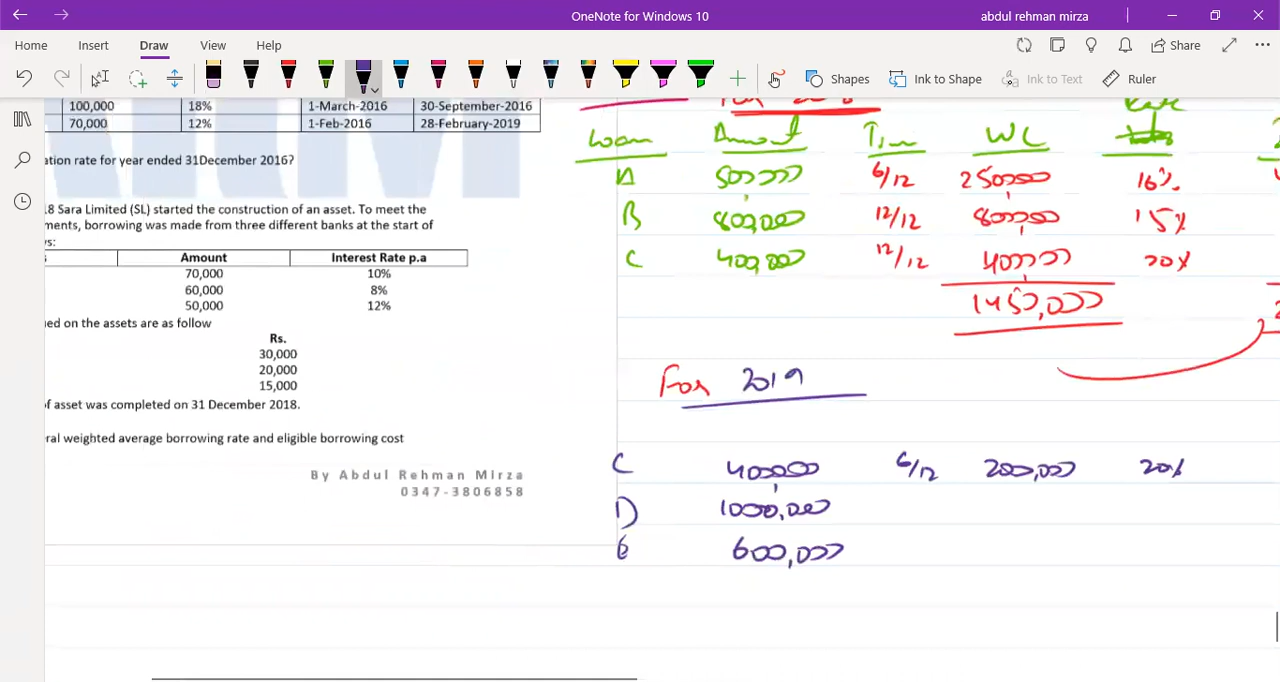 OneNote for Windows 10
abdul rehman mirza
Home Insert Draw View Help
Share
Shapes Ink to Shape Ink to Text Ruler
100,000 18% 1-March-2016 30-September-2016
70,000 12% 1-Feb-2016 28-February-2019
ation rate for year ended 31December 2016?
.8 Sara Limited (SL) started the construction of an asset. To meet the
ments, borrowing was made from three different banks at the start of
vs:
s Amount Interest Rate p.a
70,000 10%
60,000 8%
50,000 12%
ed on the assets are as follow
Rs.
30,000
20,000
15,000
of asset was completed on 31 December 2018.
eral weighted average borrowing rate and eligible borrowing cost
By Abdul Rehman Mirza
0347-3806858
Rate
Loan Amount Time WC
A 500,000 6/12 250,000 16%
B 800,000 12/12 800,000 15%
C 400,000 12/12 400,000 20%
1450,000
For 2019
C 400,000 6/12 200,000 20%
D 1000,000
E 600,000